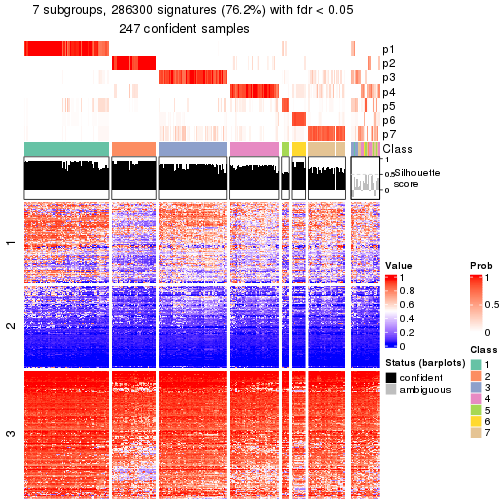 7 subgroups, 286300 signatures (76.2%) with fdr < 0.05
247 confident samples
p1
p2
p3
p4
p5
p6
p7
Class
1
0.5
0
Silhouette
score
1
2
3
Value
1
0.8
0.6
0.4
0.2
0
Prob
1
0.5
0
Status (barplots)
confident
ambiguous
Class
1
2
3
4
5
6
7